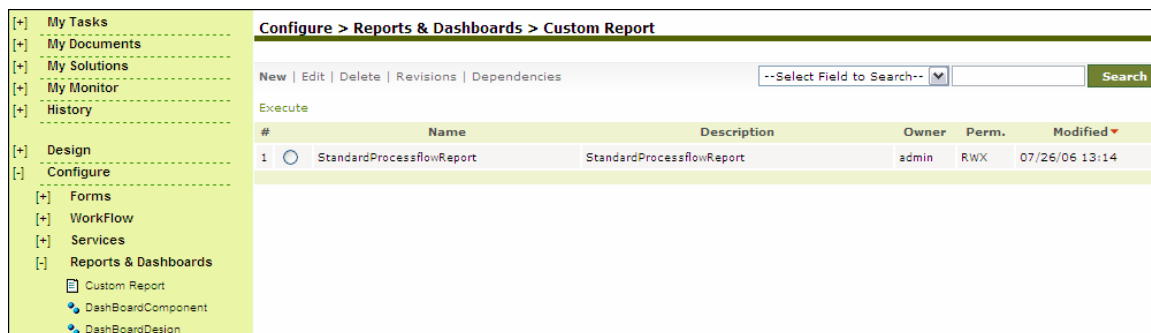 [+] My Tasks
[+] My Documents
[+] My Solutions
[+] My Monitor
[+] History
[+] Design
[-] Configure
[+] Forms
[+] WorkFlow
[+] Services
[-] Reports & Dashboards
Custom Report
DashBoardComponent
DashBoardDesign
Configure > Reports & Dashboards > Custom Report
New | Edit | Delete | Revisions | Dependencies --Select Field to Search-- Search
Execute
# Name Description Owner Perm. Modified
1 StandardProcessflowReport StandardProcessflowReport admin RWX 07/26/06 13:14